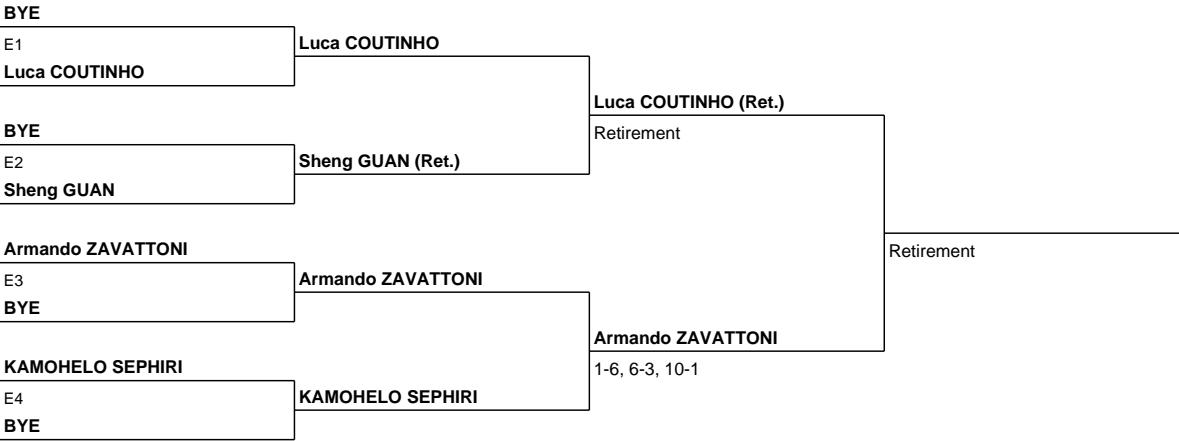 BYE
E1
Luca COUTINHO
Luca COUTINHO
Luca COUTINHO (Ret.)
BYE
Retirement
E2
Sheng GUAN (Ret.)
Sheng GUAN
Armando ZAVATTONI
Retirement
E3
Armando ZAVATTONI
BYE
Armando ZAVATTONI
KAMOHELO SEPHIRI
1-6, 6-3, 10-1
E4
KAMOHELO SEPHIRI
BYE